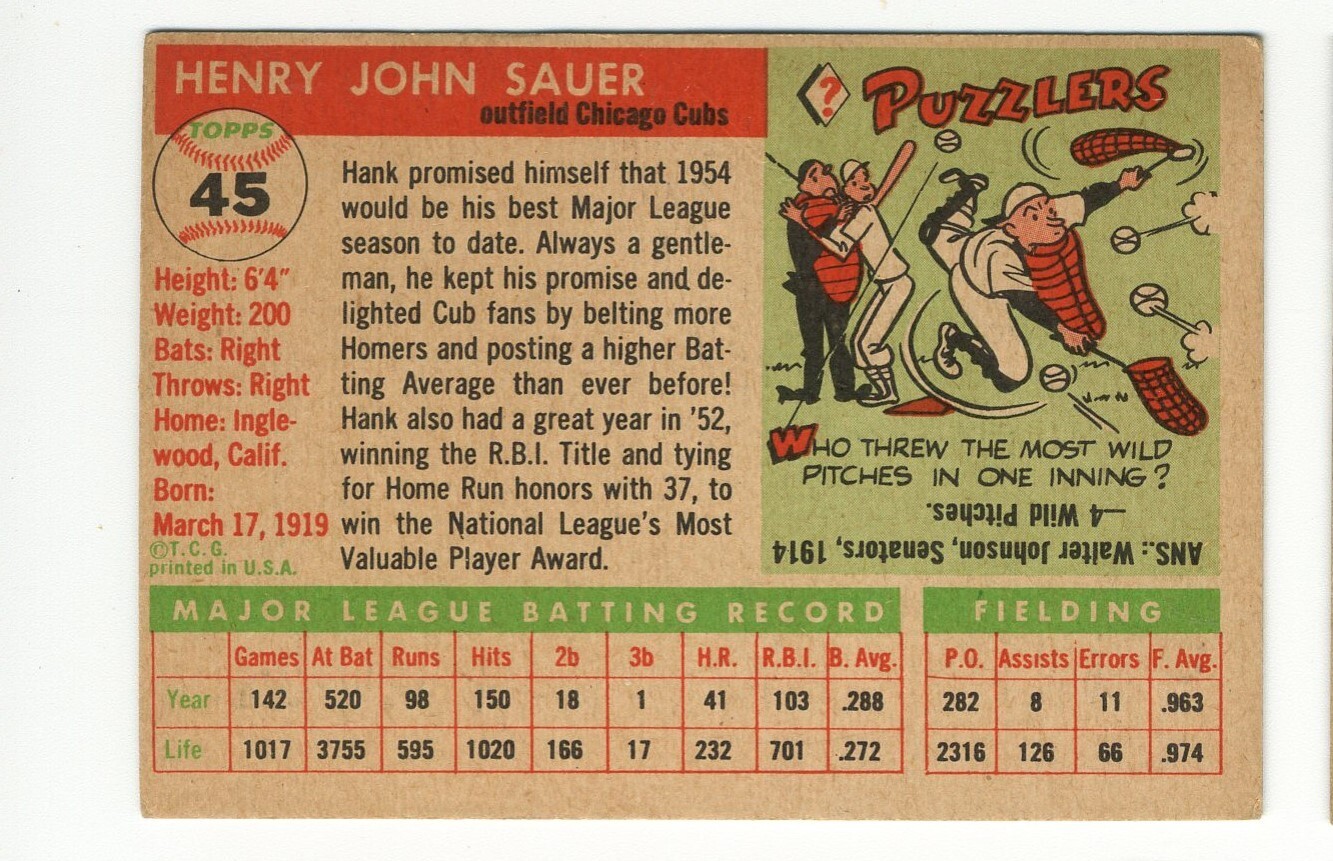 HENRY JOHN SAUER
outfield Chicago Cubs
TOPPS
45
Height: 6'4"
Weight: 200
Bats: Right
Throws: Right
Home: Ingle-
wood, Calif.
Born:
March 17, 1919
©T.C.G.
printed in U.S.A.
Hank promised himself that 1954
would be his best Major League
season to date. Always a gentle-
man, he kept his promise and de-
lighted Cub fans by belting more
Homers and posting a higher Bat-
ting Average than ever before!
Hank also had a great year in '52,
winning the R.B.I. Title and tying
for Home Run honors with 37, to
win the National League's Most
Valuable Player Award.
?
PUZZLERS
WHO THREW THE MOST WILD
PITCHES IN ONE INNING?
ANS.: Walter Johnson, Senators, 1914
—4 Wild Pitches.
MAJOR LEAGUE BATTING RECORD
Games At Bat Runs Hits 2b 3b H.R. R.B.I. B. Avg.
Year 142 520 98 150 18 1 41 103 .288
Life 1017 3755 595 1020 166 17 232 701 .272
FIELDING
P.O. Assists Errors F. Avg.
282 8 11 .963
2316 126 66 .974